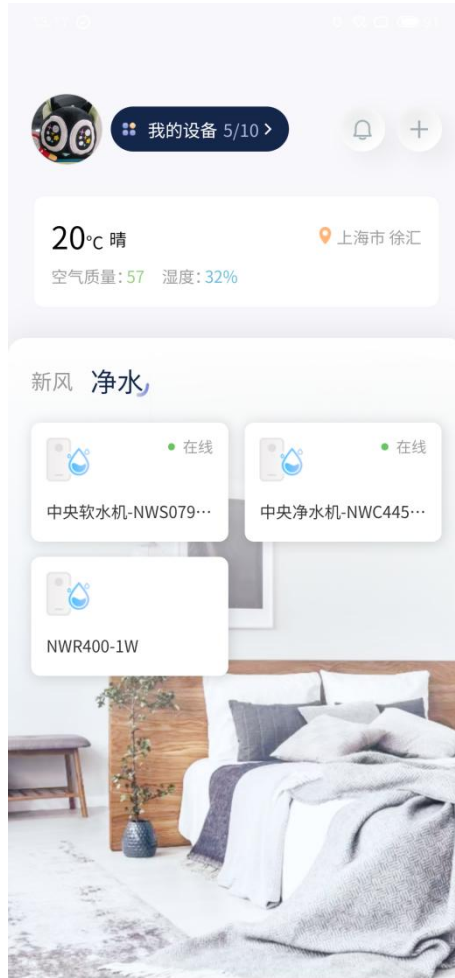 我的设备 5/10 >
20°C 晴
上海市 徐汇
空气质量: 57 湿度: 32%
新风 净水
在线
在线
中央软水机-NWS079···
中央净水机-NWC445···
NWR400-1W